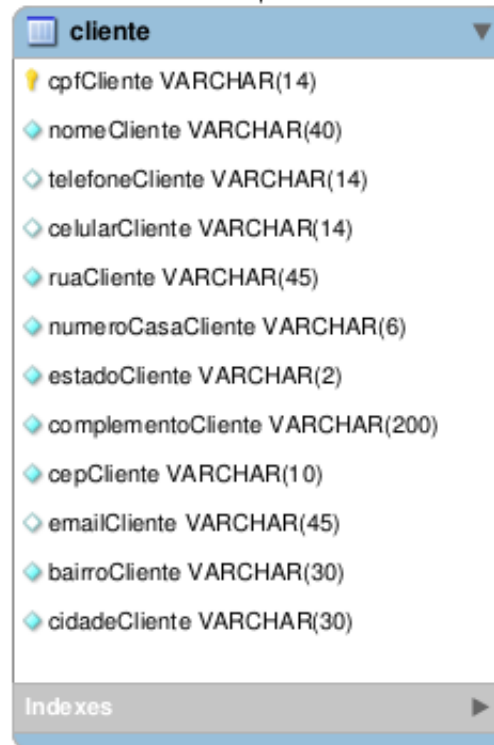 cliente
cpfCliente VARCHAR(14)
nomeCliente VARCHAR(40)
telefoneCliente VARCHAR(14)
celularCliente VARCHAR(14)
ruaCliente VARCHAR(45)
numeroCasaCliente VARCHAR(6)
estadoCliente VARCHAR(2)
complementoCliente VARCHAR(200)
cepCliente VARCHAR(10)
emailCliente VARCHAR(45)
bairroCliente VARCHAR(30)
cidadeCliente VARCHAR(30)
Indexes